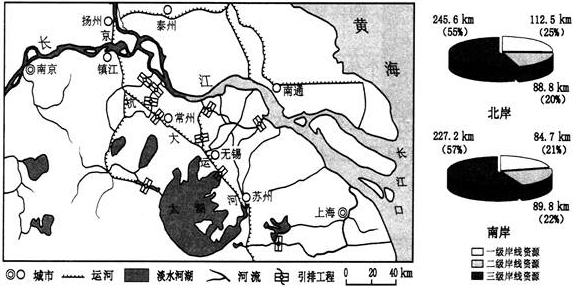 扬州
泰州
黄海
长江
京杭大运河
南京
镇江
南通
常州
无锡
苏州
太湖
上海
长江口
245.6 km
(55%)
112.5 km
(25%)
88.8 km
(20%)
北岸
227.2 km
(57%)
84.7 km
(21%)
89.8 km
(22%)
南岸
一级岸线资源
二级岸线资源
三级岸线资源
城市 运河 淡水河湖 河流 引排工程 0 20 40 km